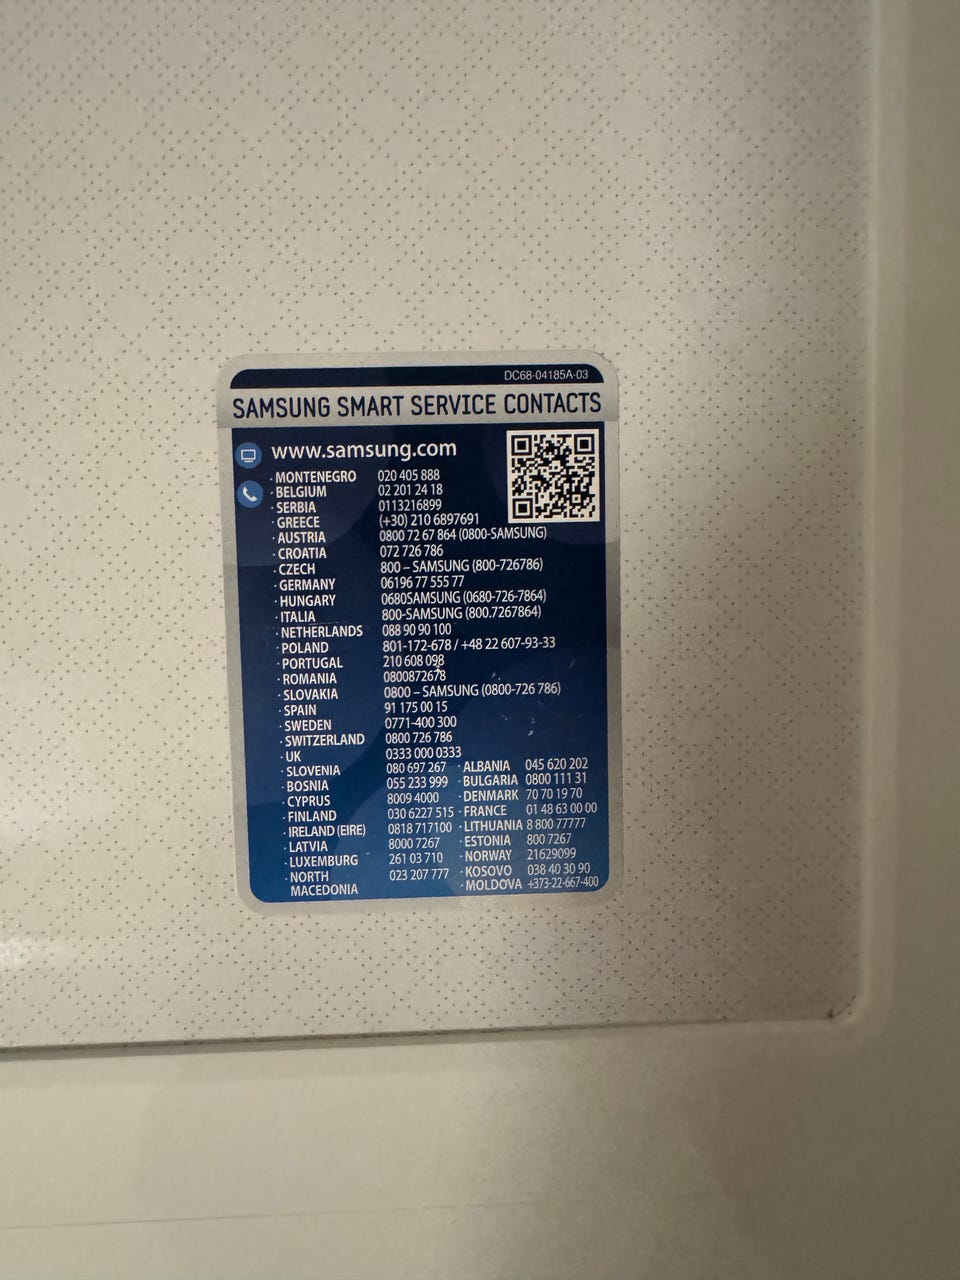 DC68-04185A-03
SAMSUNG SMART SERVICE CONTACTS
www.samsung.com
· MONTENEGRO 020 405 888
· BELGIUM 02 201 24 18
· SERBIA 0113216899
· GREECE (+30) 210 6897691
· AUSTRIA 0800 72 67 864 (0800-SAMSUNG)
· CROATIA 072 726 786
· CZECH 800 – SAMSUNG (800-726786)
· GERMANY 06196 77 555 77
· HUNGARY 0680SAMSUNG (0680-726-7864)
· ITALIA 800-SAMSUNG (800.7267864)
· NETHERLANDS 088 90 90 100
· POLAND 801-172-678 / +48 22 607-93-33
· PORTUGAL 210 608 098
· ROMANIA 0800872678
· SLOVAKIA 0800 – SAMSUNG (0800-726 786)
· SPAIN 91 175 00 15
· SWEDEN 0771-400 300
· SWITZERLAND 0800 726 786
· UK 0333 000 0333
· SLOVENIA 080 697 267 · ALBANIA 045 620 202
· BOSNIA 055 233 999 · BULGARIA 0800 111 31
· CYPRUS 8009 4000 · DENMARK 70 70 19 70
· FINLAND 030 6227 515 · FRANCE 01 48 63 00 00
· IRELAND (EIRE) 0818 717100 · LITHUANIA 8 800 77777
· LATVIA 8000 7267 · ESTONIA 800 7267
· LUXEMBURG 261 03 710 · NORWAY 21629099
· NORTH 023 207 777 · KOSOVO 038 40 30 90
MACEDONIA · MOLDOVA +373-22-667-400